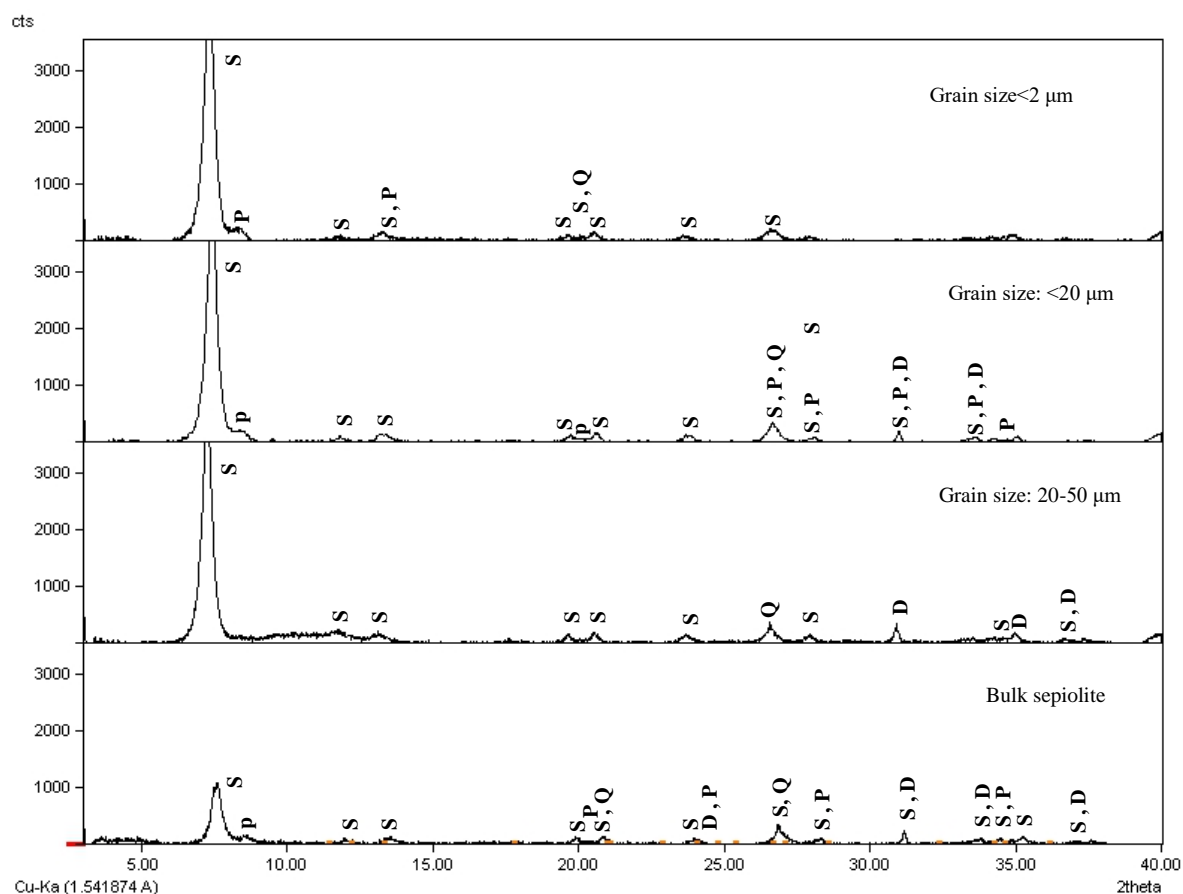 cts
3000
2000
1000
S
P
S
S , P
S
S , Q
S
S
S
Grain size<2 μm
3000
2000
1000
S
P
S
S
S
P
S
S
S , P , Q
S , P
S
S , P , D
S , P , D
P
Grain size: <20 μm
3000
2000
1000
S
S
S
S
S
S
Q
S
D
S
D
S , D
Grain size: 20-50 μm
3000
2000
1000
S
P
S
S
S
P
S , Q
S
D , P
S , Q
S , P
S , D
S , D
S , P
S
S , D
Bulk sepiolite
5.00 10.00 15.00 20.00 25.00 30.00 35.00 40.00
Cu-Ka (1.541874 A) 2theta